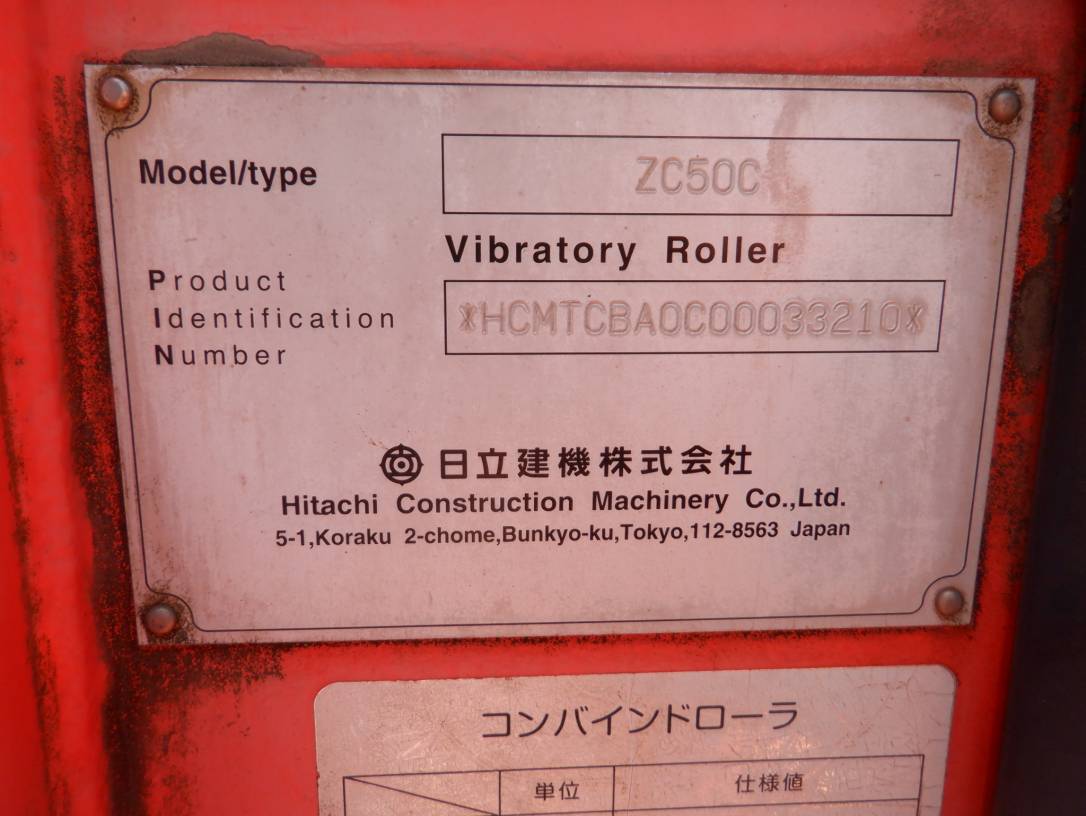 Model/type
ZC50C
Vibratory Roller
Product
Identification
Number
*HCMTCBA0C00033210*
日立建機株式会社
Hitachi Construction Machinery Co.,Ltd.
5-1,Koraku 2-chome,Bunkyo-ku,Tokyo,112-8563 Japan
コンバインドローラ
単位 仕様値